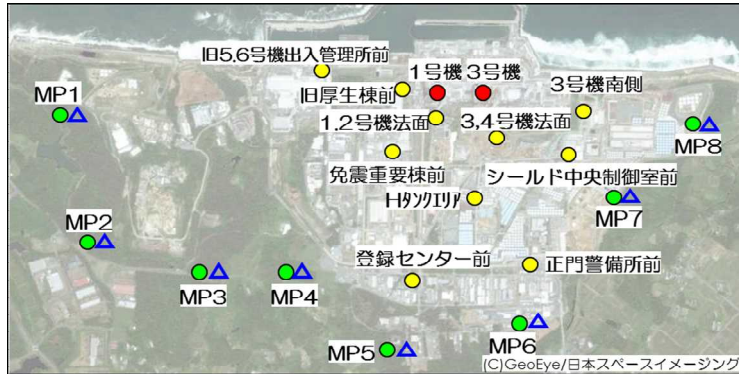 旧5.6号機出入管理所前
1号機
3号機
MP1
旧厚生棟前
3号機南側
1.2号機法面
3,4号機法面
MP8
免震重要棟前
シールド中央制御室前
Hタンクエリア
MP2
MP7
登録センター前
正門警備所前
MP3
MP4
MP5
MP6
(C)GeoEye/日本スペースイメージング